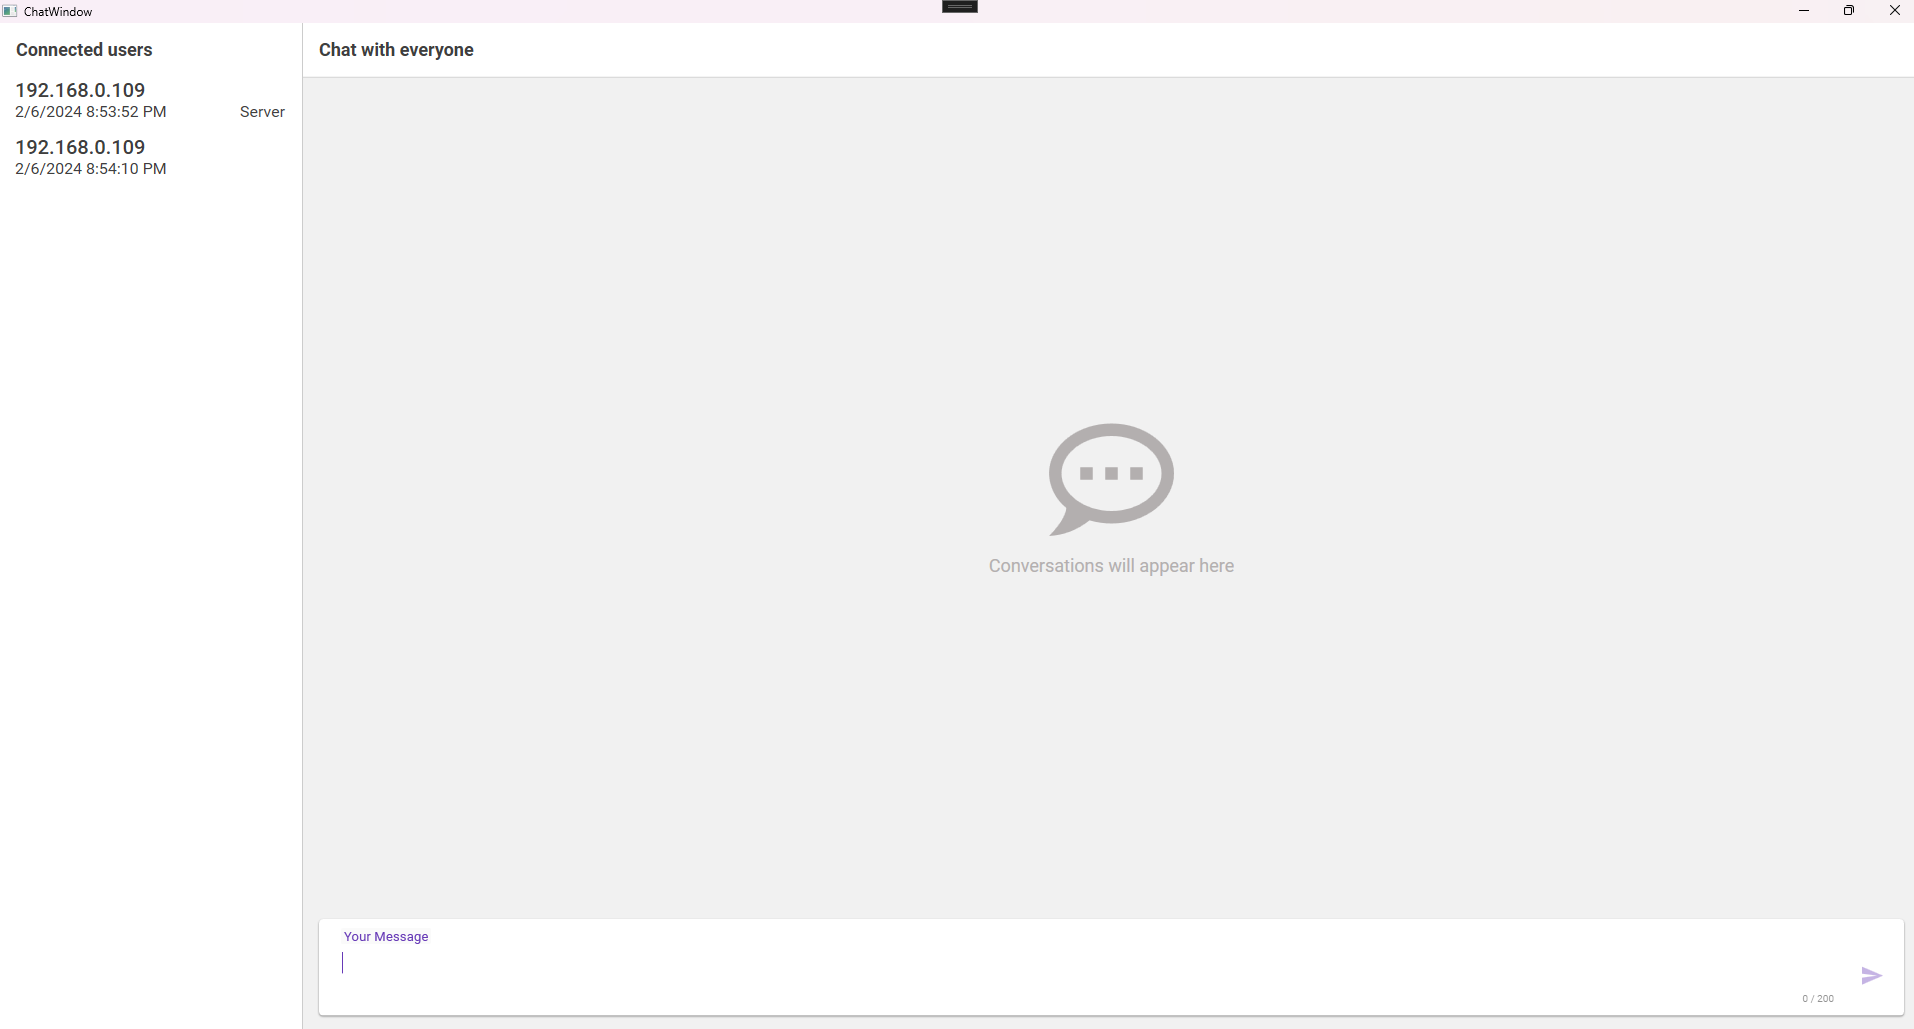 ChatWindow
Connected users
192.168.0.109
2/6/2024 8:53:52 PM Server
192.168.0.109
2/6/2024 8:54:10 PM
Chat with everyone
Conversations will appear here
Your Message
0 / 200